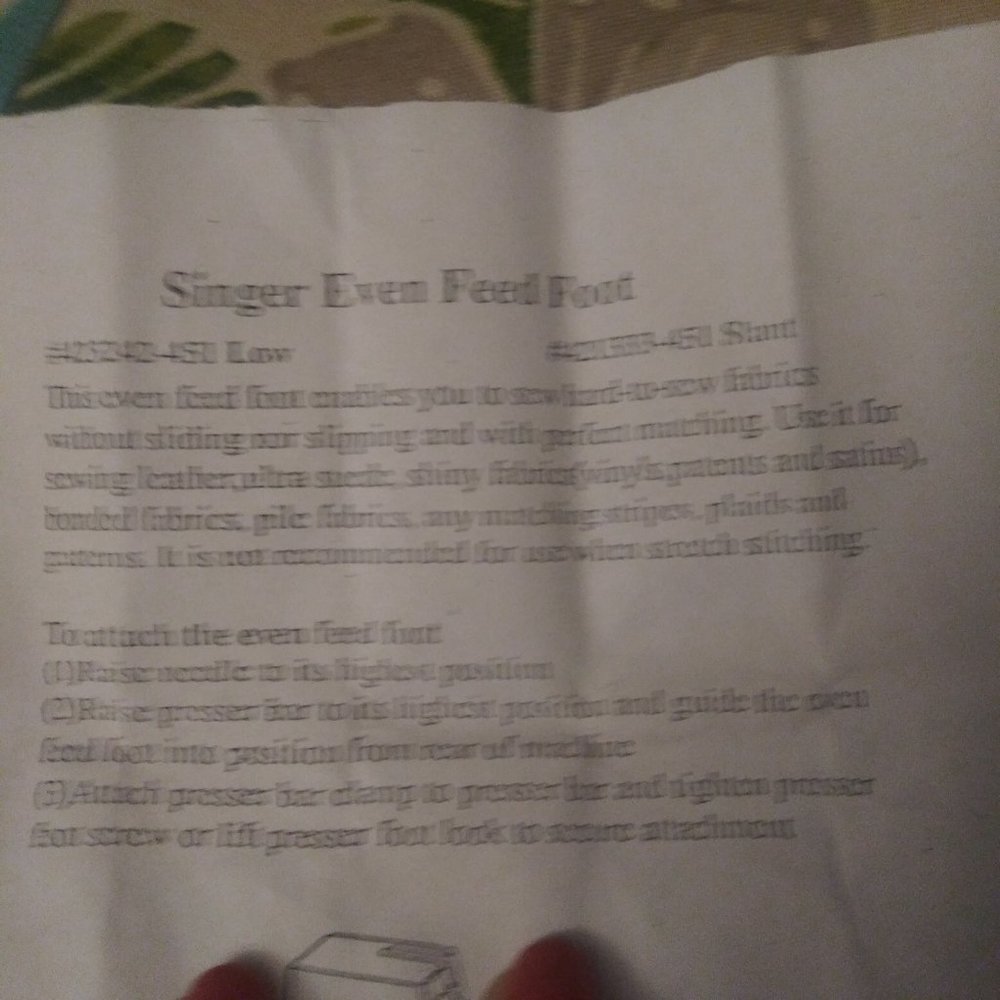 Singer Even Feed Foot
Low Slant
This even feed foot enables you to sew hard-to-sew fabrics
without sliding nor slipping and with perfect matching. Use it for
sewing leather, ultra suede, shiny fabrics(vinyls, patents and satins),
bonded fabrics, pile fabrics, any matching stripes, plaids and
patterns. It is not recommended for use when stretch stitching.
To attach the even feed foot
(1)Raise needle to its highest position
(2)Raise presser bar to its highest position and guide the even
feed foot into position from rear of machine
(3)Attach presser bar clamp to presser bar and tighten presser
foot screw or lift presser foot lock to secure attachment